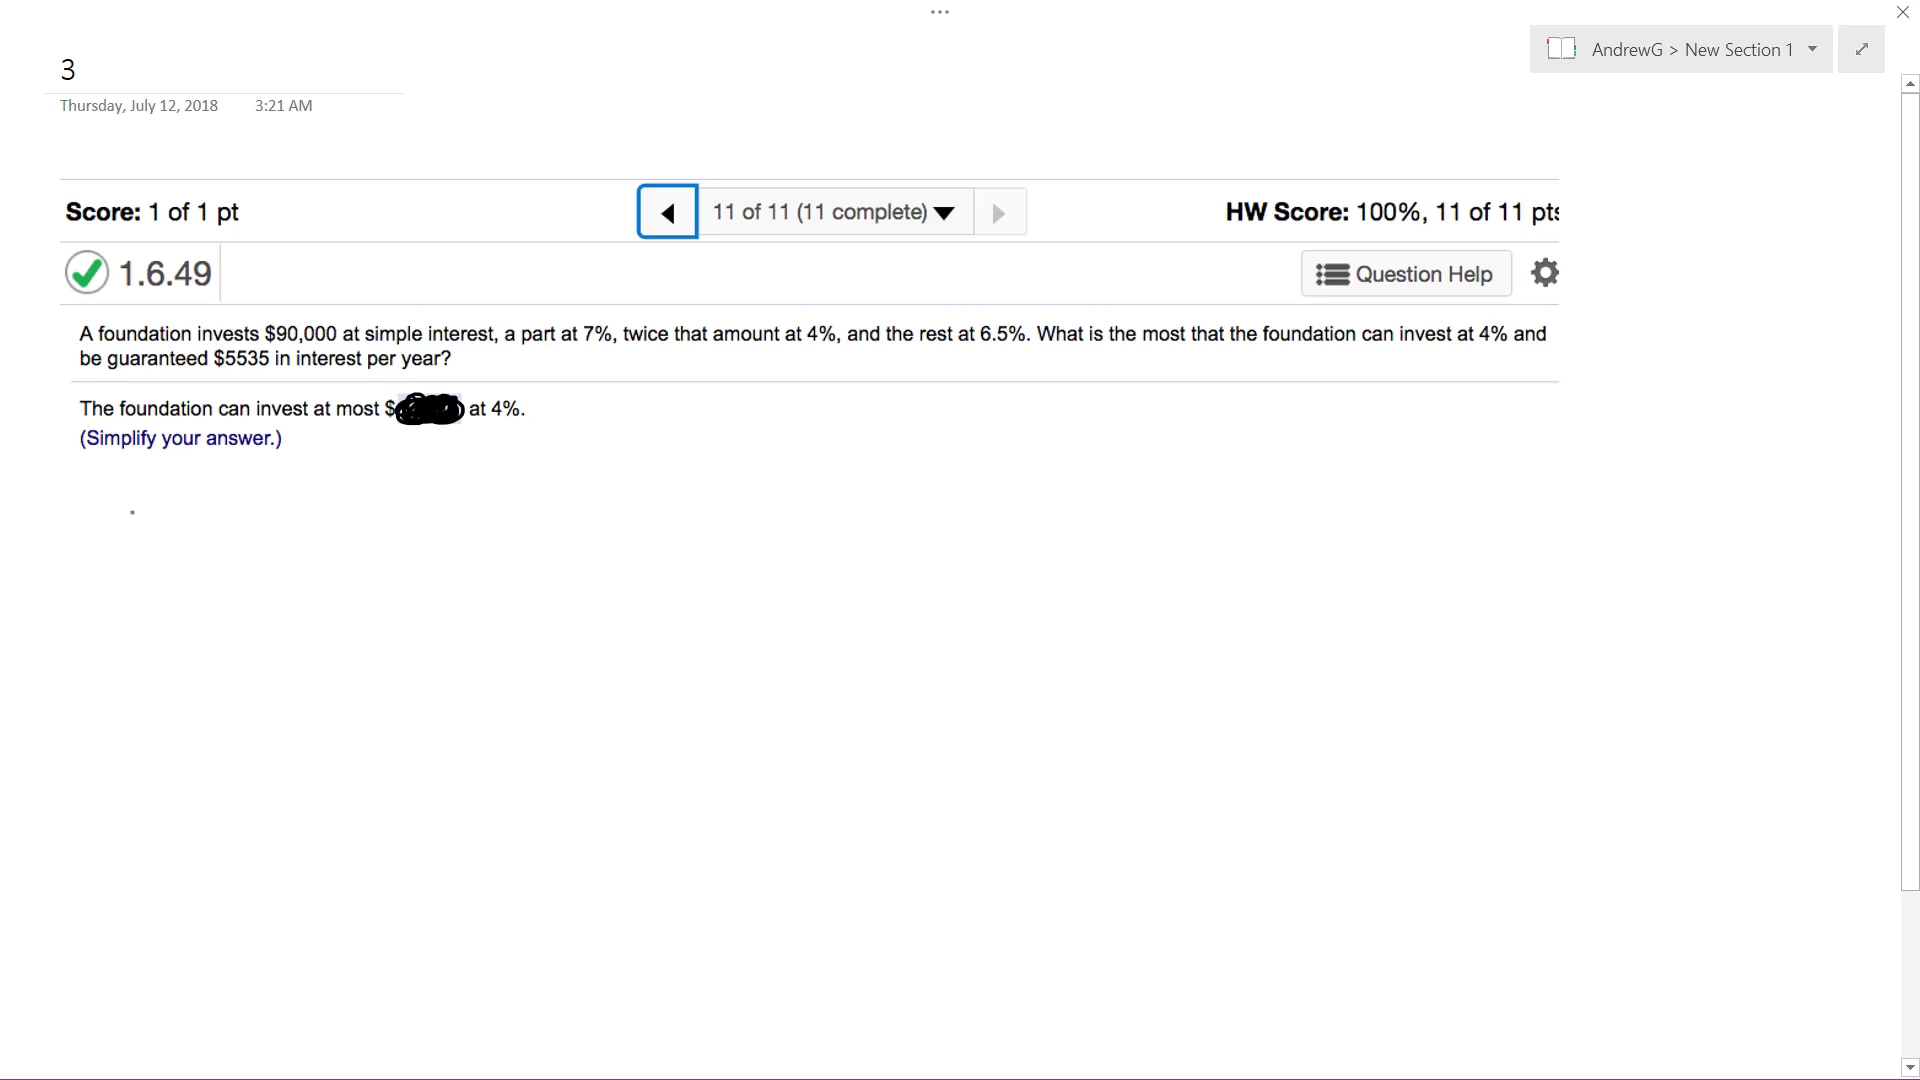 ...
AndrewG > New Section 1
3
Thursday, July 12, 2018 3:21 AM
Score: 1 of 1 pt
11 of 11 (11 complete)
HW Score: 100%, 11 of 11 pts
1.6.49
Question Help
A foundation invests $90,000 at simple interest, a part at 7%, twice that amount at 4%, and the rest at 6.5%. What is the most that the foundation can invest at 4% and
be guaranteed $5535 in interest per year?
The foundation can invest at most $ at 4%.
(Simplify your answer.)